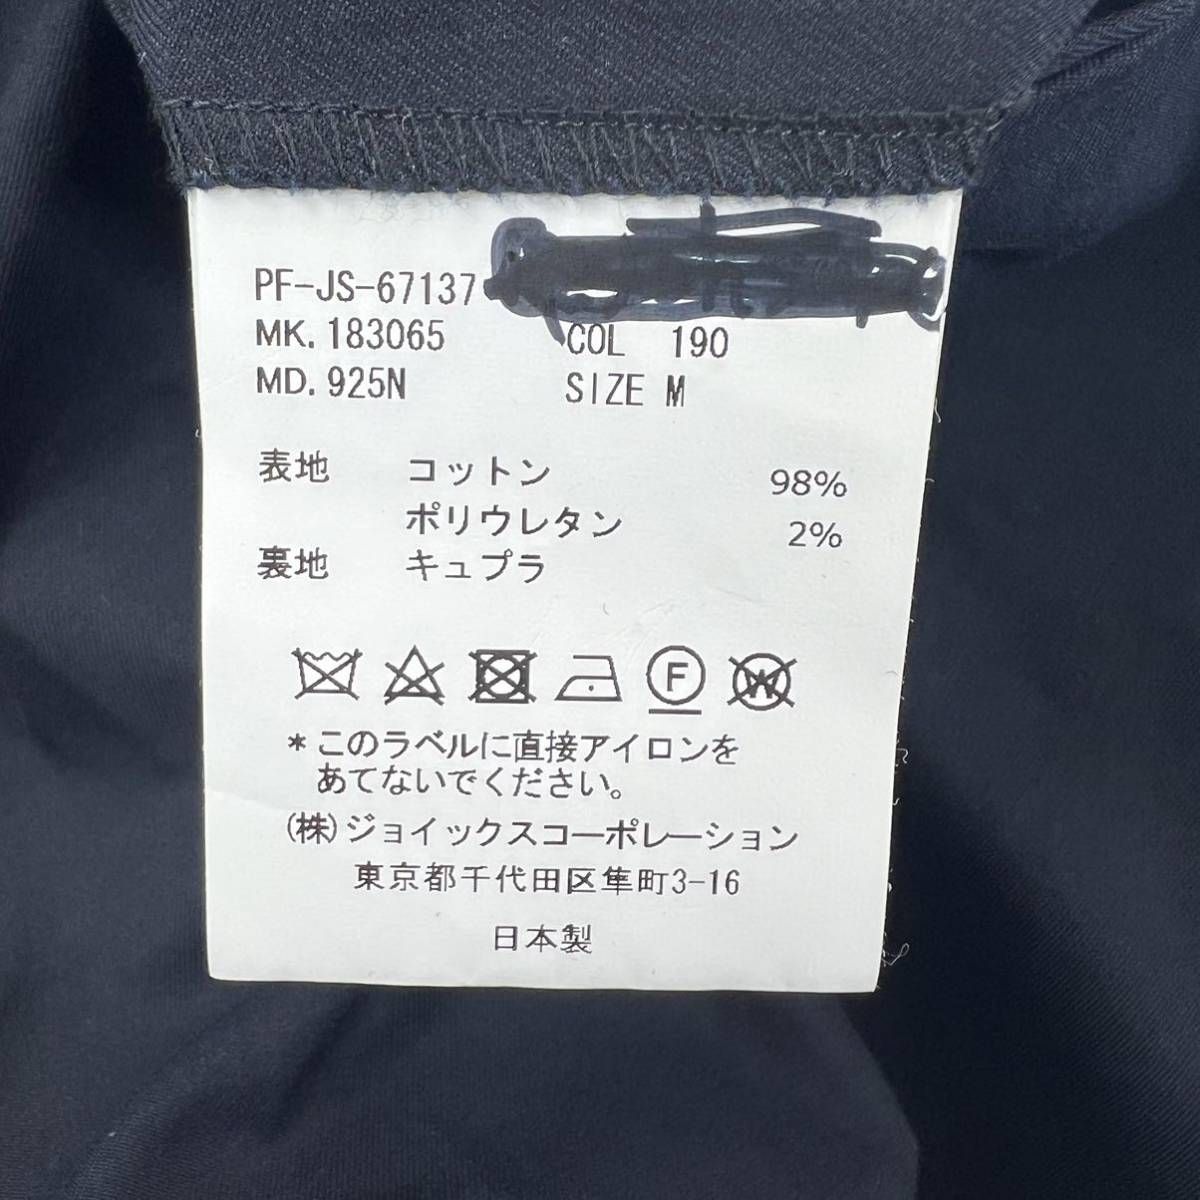 PF-JS-67137
MK.183065 COL 190
MD.925N SIZE M
表地 コットン 98%
ポリウレタン 2%
裏地 キュプラ
F W
*このラベルに直接アイロンを
あてないでください。
(株)ジョイックスコーポレーション
東京都千代田区隼町3-16
日本製